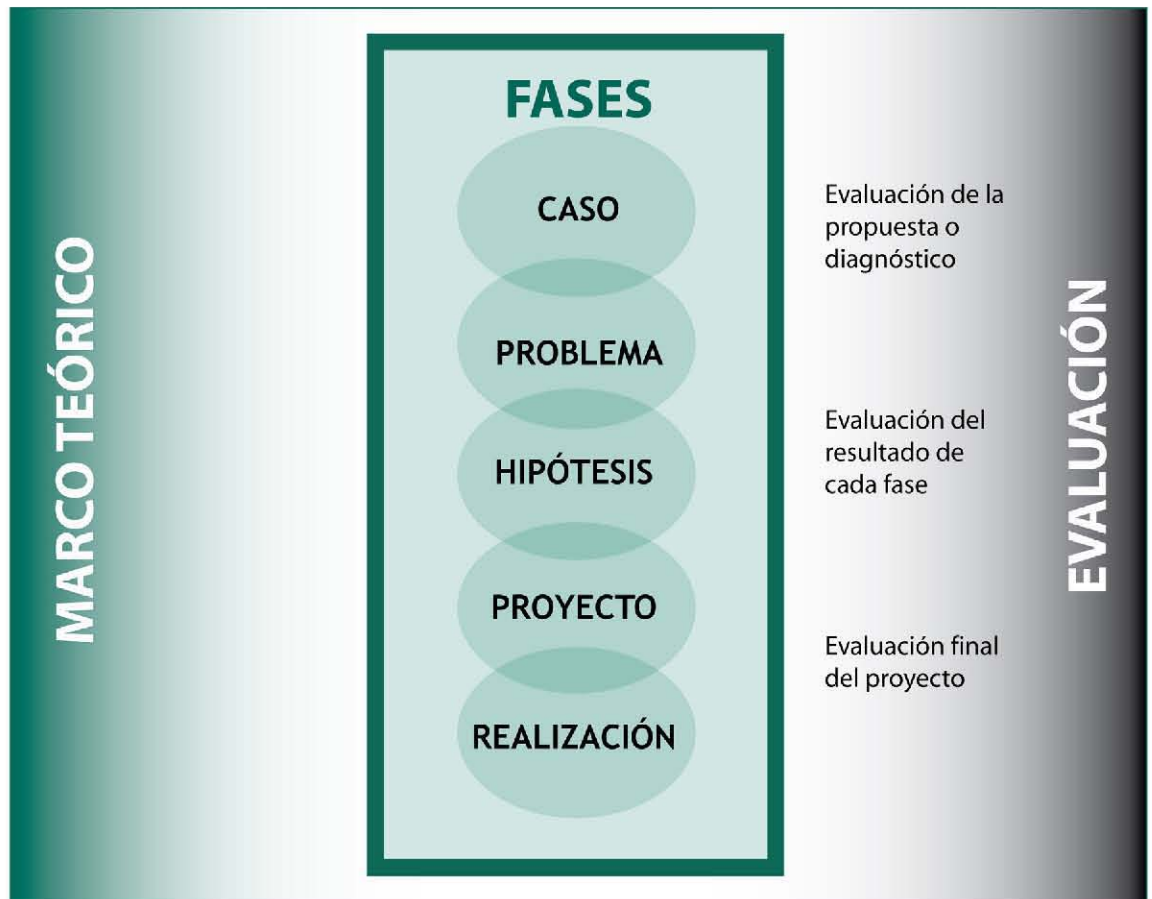 MARCO TEÓRICO
FASES
CASO
PROBLEMA
HIPÓTESIS
PROYECTO
REALIZACIÓN
Evaluación de la
propuesta o
diagnóstico
Evaluación del
resultado de
cada fase
Evaluación final
del proyecto
EVALUACIÓN